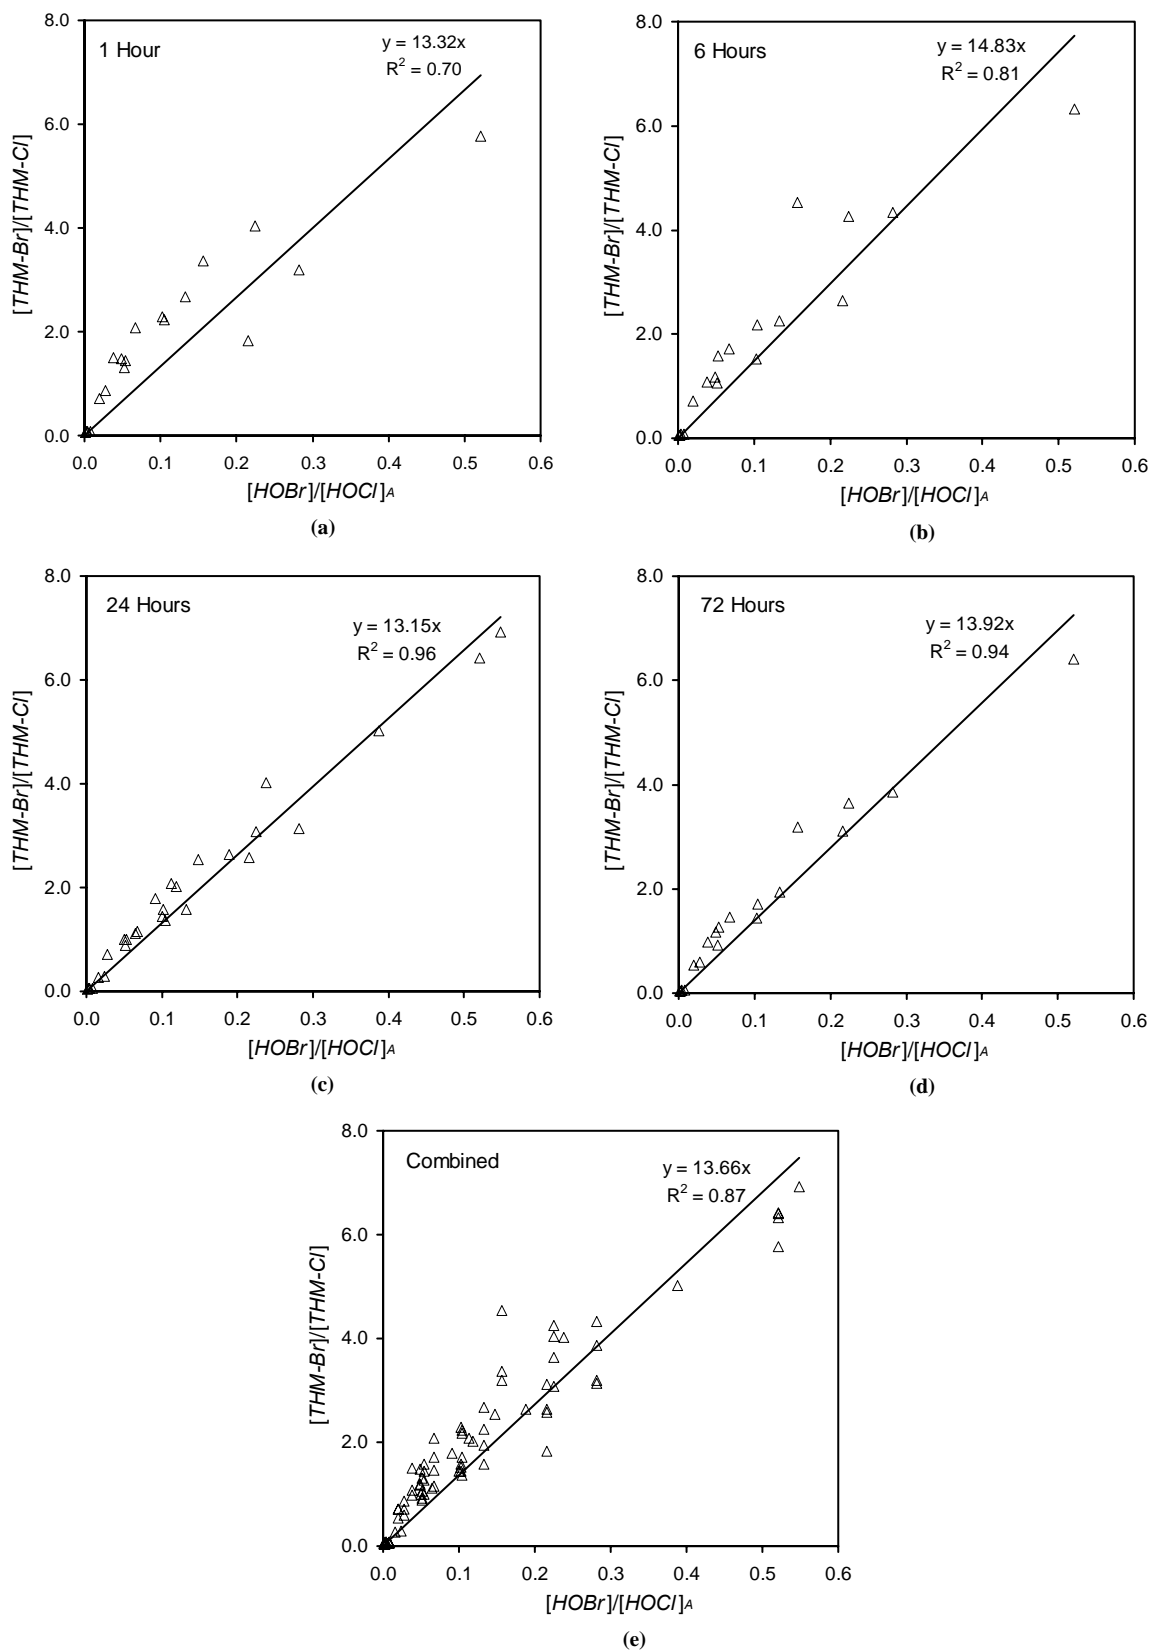 8.0
1 Hour
y = 13.32x
R² = 0.70
6.0
[THM-Br]/[THM-Cl]
4.0
2.0
0.0
0.0 0.1 0.2 0.3 0.4 0.5 0.6
[HOBr]/[HOCl]A
(a)
8.0
6 Hours
y = 14.83x
R² = 0.81
6.0
[THM-Br]/[THM-Cl]
4.0
2.0
0.0
0.0 0.1 0.2 0.3 0.4 0.5 0.6
[HOBr]/[HOCl]A
(b)
8.0
24 Hours
y = 13.15x
R² = 0.96
6.0
[THM-Br]/[THM-Cl]
4.0
2.0
0.0
0.0 0.1 0.2 0.3 0.4 0.5 0.6
[HOBr]/[HOCl]A
(c)
8.0
72 Hours
y = 13.92x
R² = 0.94
6.0
[THM-Br]/[THM-Cl]
4.0
2.0
0.0
0.0 0.1 0.2 0.3 0.4 0.5 0.6
[HOBr]/[HOCl]A
(d)
8.0
Combined
y = 13.66x
R² = 0.87
6.0
[THM-Br]/[THM-Cl]
4.0
2.0
0.0
0.0 0.1 0.2 0.3 0.4 0.5 0.6
[HOBr]/[HOCl]A
(e)